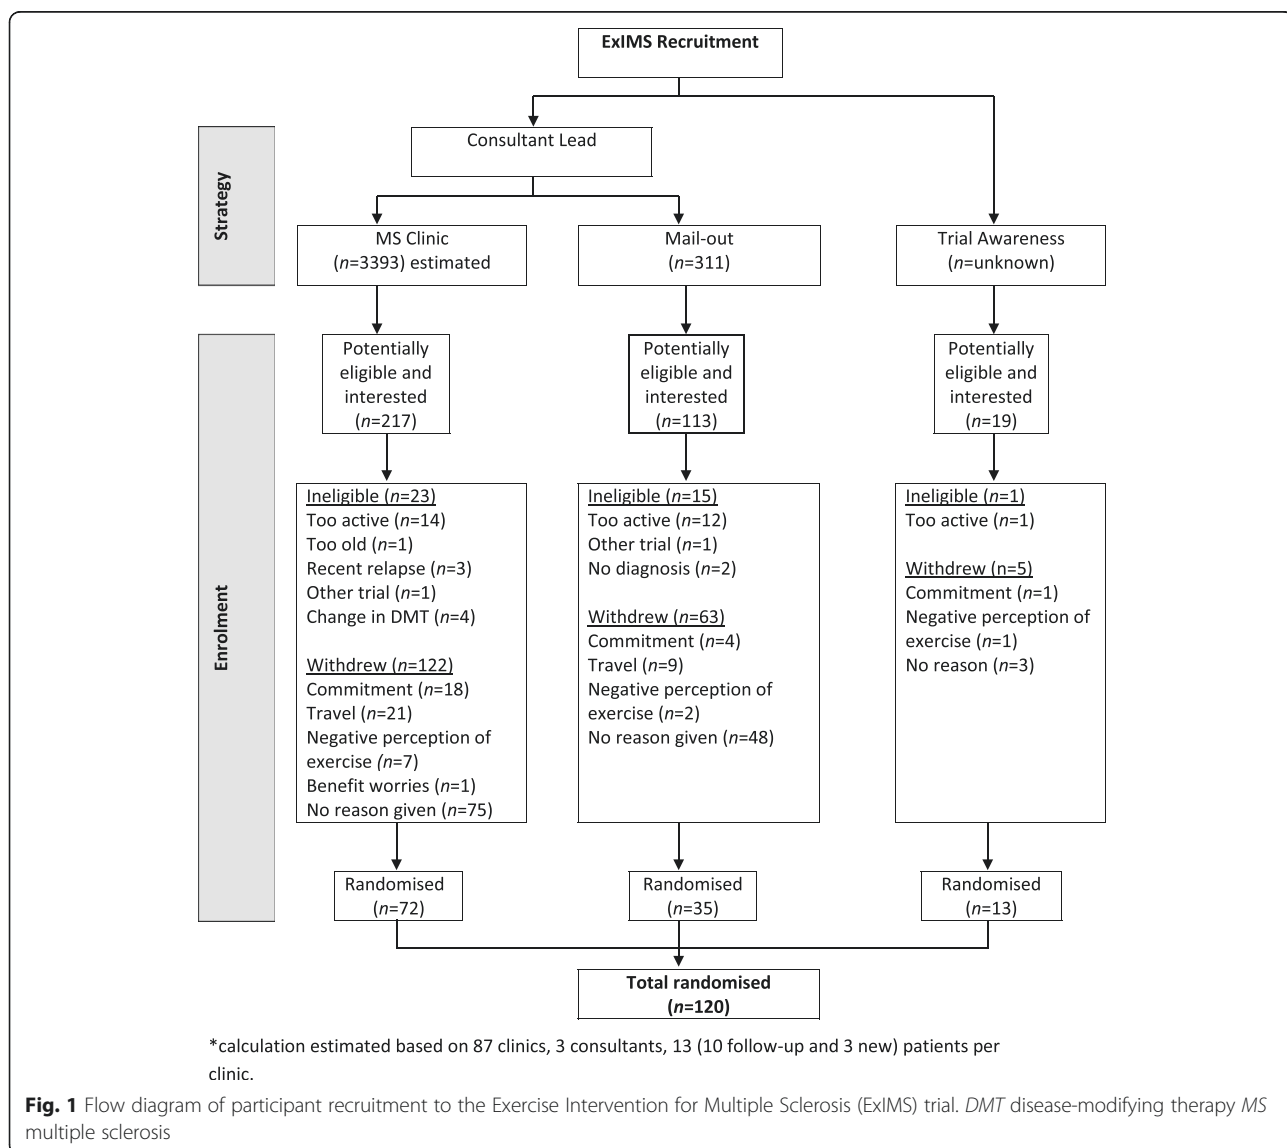 ExIMS Recruitment
Strategy
Consultant Lead
MS Clinic
(n=3393) estimated
Mail-out
(n=311)
Trial Awareness
(n=unknown)
Enrolment
Potentially
eligible and
interested
(n=217)
Potentially
eligible and
interested
(n=113)
Potentially
eligible and
interested
(n=19)
Ineligible (n=23)
Too active (n=14)
Too old (n=1)
Recent relapse (n=3)
Other trial (n=1)
Change in DMT (n=4)
Withdrew (n=122)
Commitment (n=18)
Travel (n=21)
Negative perception of
exercise (n=7)
Benefit worries (n=1)
No reason given (n=75)
Ineligible (n=15)
Too active (n=12)
Other trial (n=1)
No diagnosis (n=2)
Withdrew (n=63)
Commitment (n=4)
Travel (n=9)
Negative perception of
exercise (n=2)
No reason given (n=48)
Ineligible (n=1)
Too active (n=1)
Withdrew (n=5)
Commitment (n=1)
Negative perception of
exercise (n=1)
No reason (n=3)
Randomised
(n=72)
Randomised
(n=35)
Randomised
(n=13)
Total randomised
(n=120)
*calculation estimated based on 87 clinics, 3 consultants, 13 (10 follow-up and 3 new) patients per
clinic.
Fig. 1 Flow diagram of participant recruitment to the Exercise Intervention for Multiple Sclerosis (ExIMS) trial. DMT disease-modifying therapy MS
multiple sclerosis